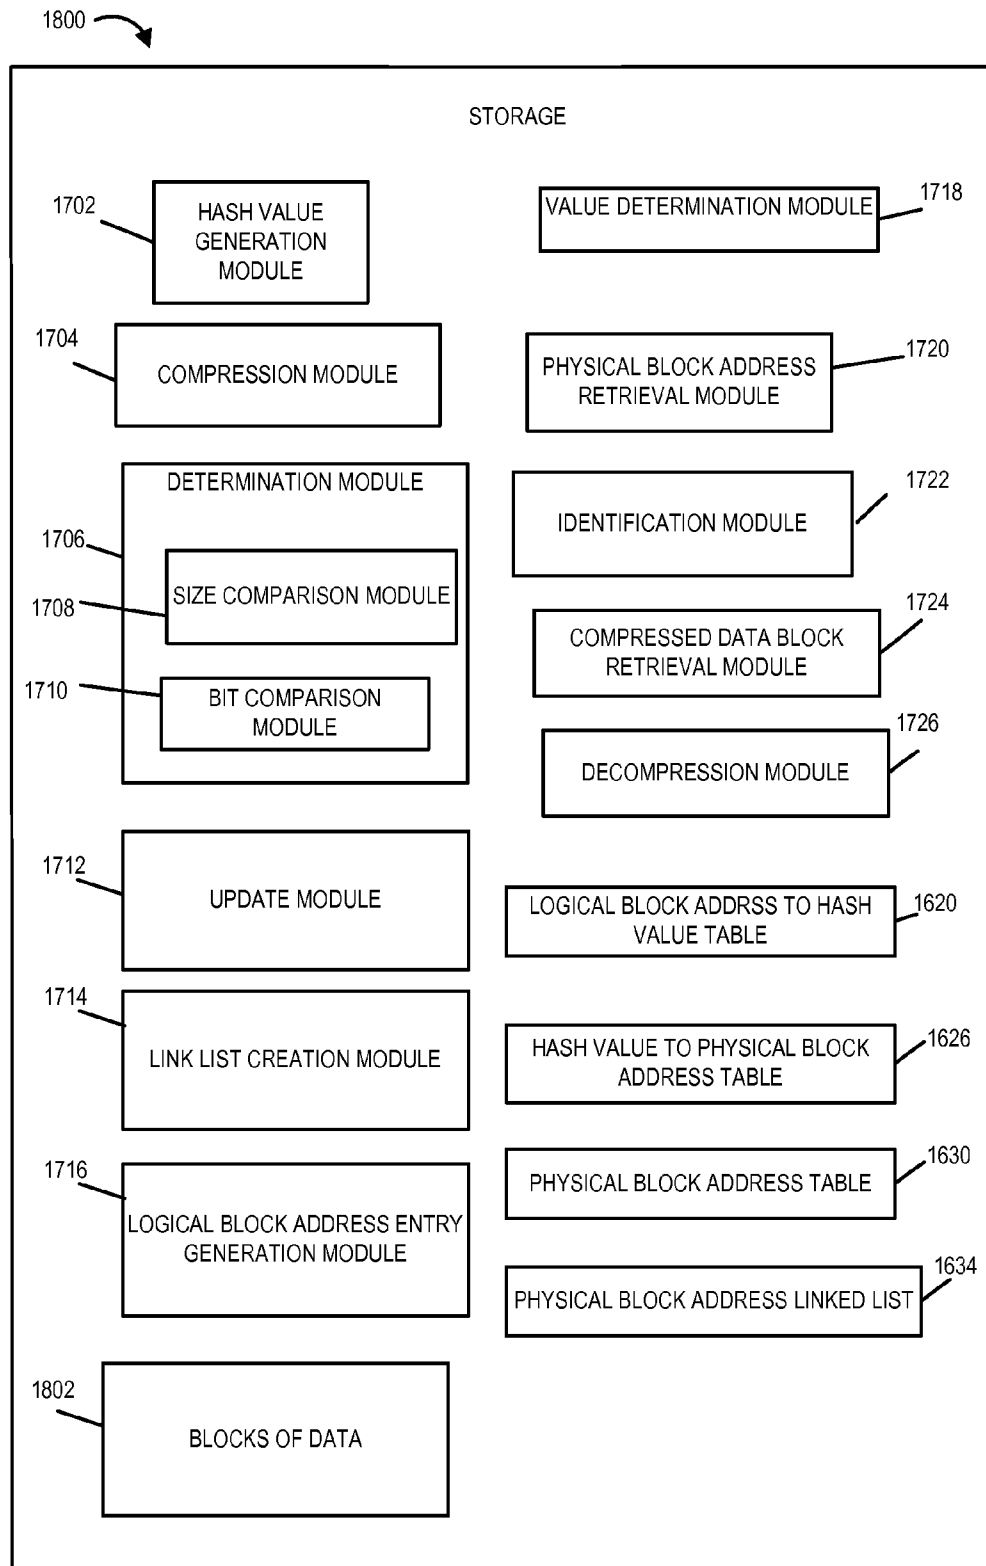 1800
STORAGE
1702
HASH VALUE
GENERATION
MODULE
1704
COMPRESSION MODULE
DETERMINATION MODULE
1706
SIZE COMPARISON MODULE
1708
1710
BIT COMPARISON
MODULE
1712
UPDATE MODULE
1714
LINK LIST CREATION MODULE
1716
LOGICAL BLOCK ADDRESS ENTRY
GENERATION MODULE
1802
BLOCKS OF DATA
VALUE DETERMINATION MODULE
1718
PHYSICAL BLOCK ADDRESS
RETRIEVAL MODULE
1720
IDENTIFICATION MODULE
1722
COMPRESSED DATA BLOCK
RETRIEVAL MODULE
1724
DECOMPRESSION MODULE
1726
LOGICAL BLOCK ADDRSS TO HASH
VALUE TABLE
1620
HASH VALUE TO PHYSICAL BLOCK
ADDRESS TABLE
1626
PHYSICAL BLOCK ADDRESS TABLE
1630
PHYSICAL BLOCK ADDRESS LINKED LIST
1634